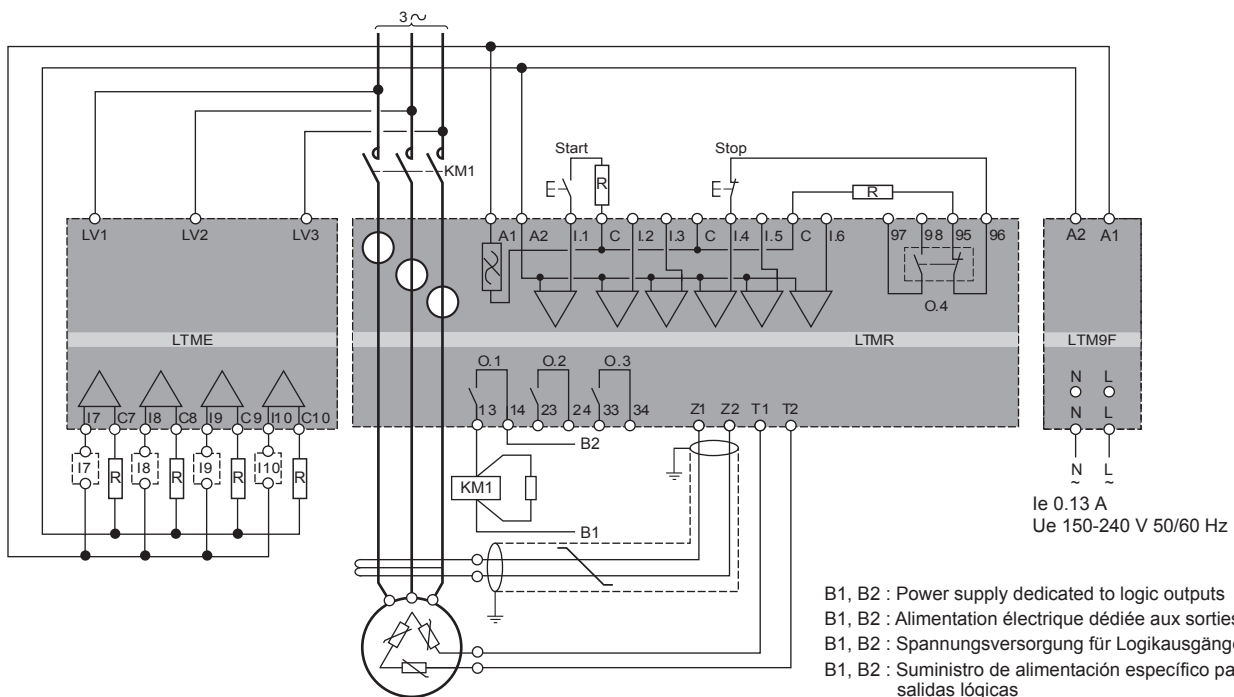 3 ~
Start
Stop
KM1
R
R
LV1 LV2 LV3
A1 A2 I.1 C I.2 I.3 C I.4 I.5 C I.6 97 98 95 96
A2 A1
O.4
LTME
LTMR
LTM9F
O.1 O.2 O.3
N L
I7 C7 I8 C8 I9 C9 I10 C10
13 14 23 24 33 34 Z1 Z2 T1 T2
N L
B2
I7 R I8 R I9 R I10 R
KM1
N L
~ ~
B1
Ie 0.13 A
Ue 150-240 V 50/60 Hz
B1, B2 : Power supply dedicated to logic outputs
B1, B2 : Alimentation électrique dédiée aux sorties
B1, B2 : Spannungsversorgung für Logikausgänge
B1, B2 : Suministro de alimentación específico
salidas lógicas